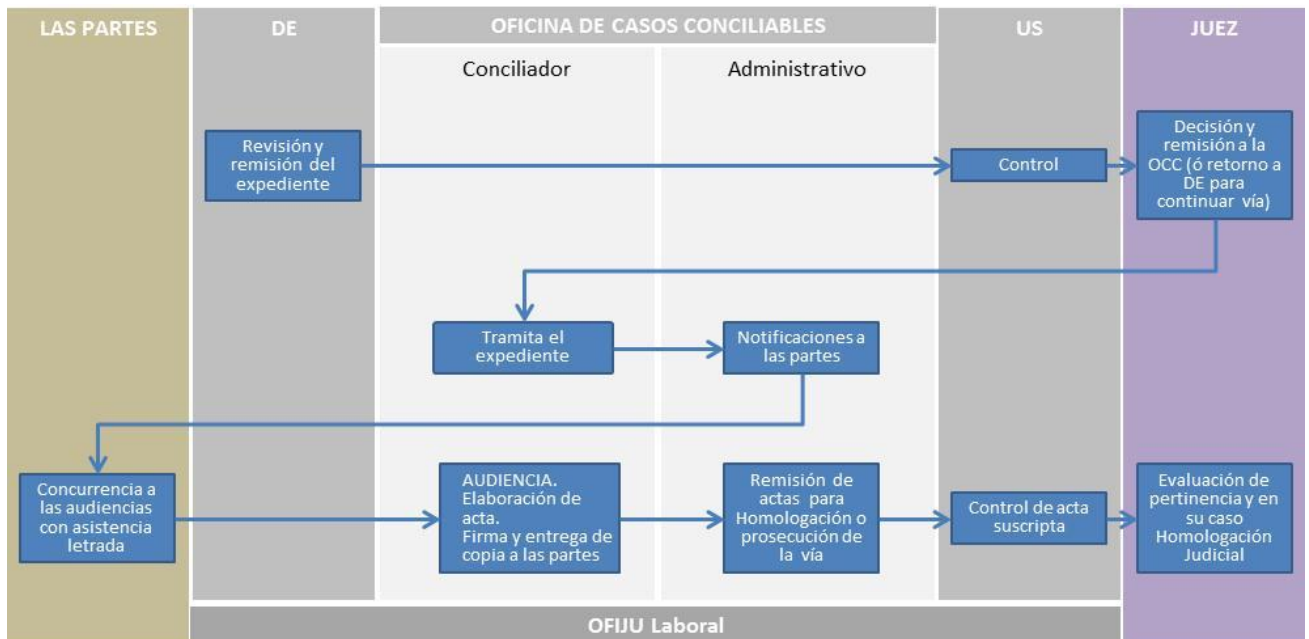 LAS PARTES
DE
OFICINA DE CASOS CONCILIABLES
US
JUEZ
Conciliador
Administrativo
Revisión y
remisión del
expediente
Control
Decisión y
remisión a la
OCC (ó retorno a
DE para
continuar vía)
Tramita el
expediente
Notificaciones a
las partes
Concurrencia a
las audiencias
con asistencia
letrada
AUDIENCIA.
Elaboración de
acta.
Firma y entrega de
copia a las partes
Remisión de
actas para
Homologación o
prosecución de
la vía
Control de acta
suscripta
Evaluación de
pertinencia y en
su caso
Homologación
Judicial
OFIJU Laboral